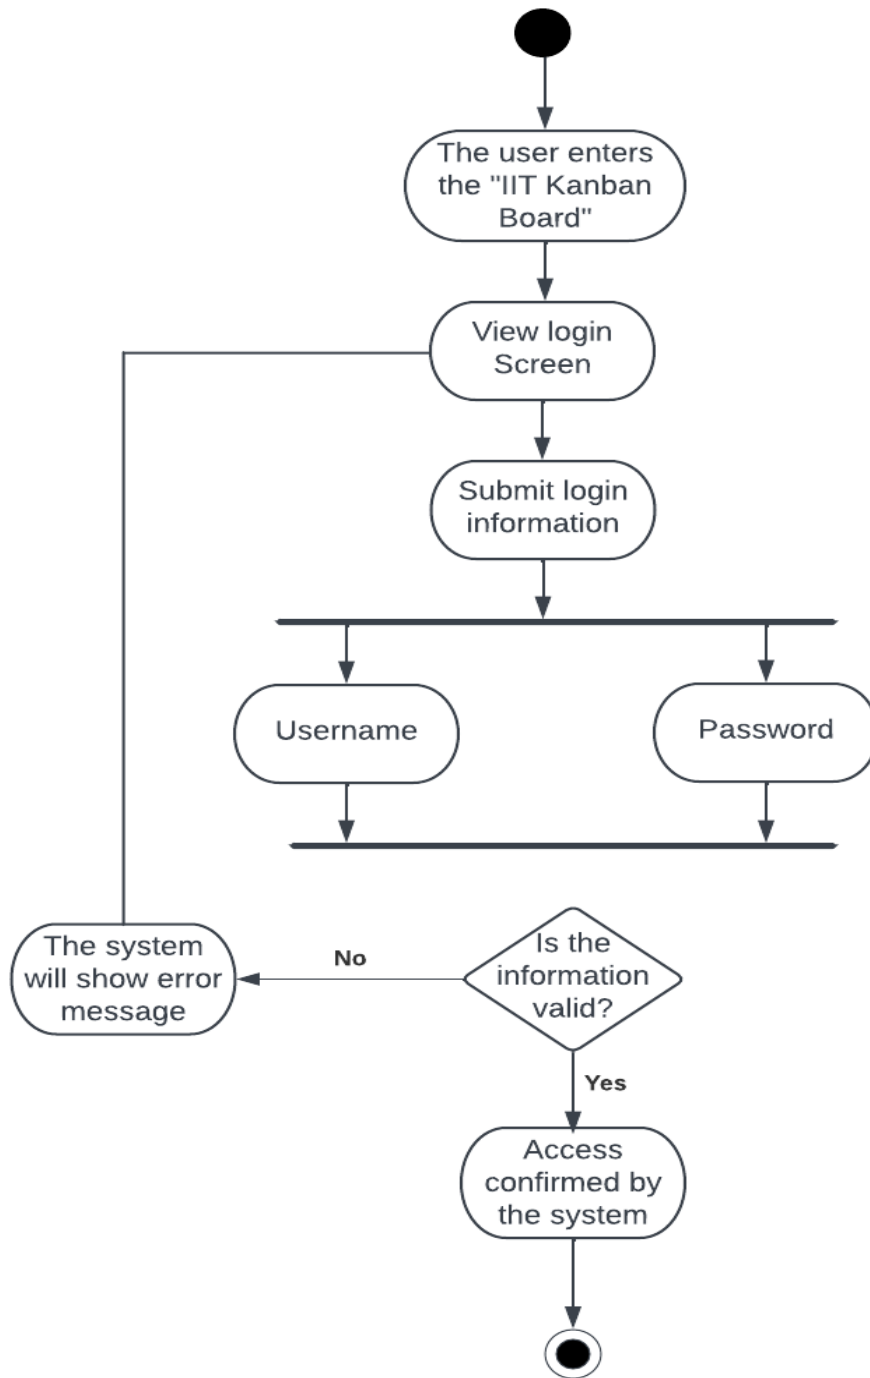 The user enters
the "IIT Kanban
Board"
View login
Screen
Submit login
information
Username
Password
Is the
information
valid?
No
The system
will show error
message
Yes
Access
confirmed by
the system